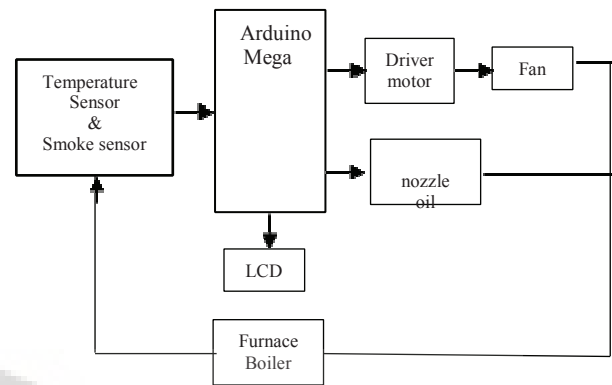 Temperature
Sensor
&
Smoke sensor
Arduino
Mega
Driver
motor
Fan
nozzle
oil
LCD
Furnace
Boiler